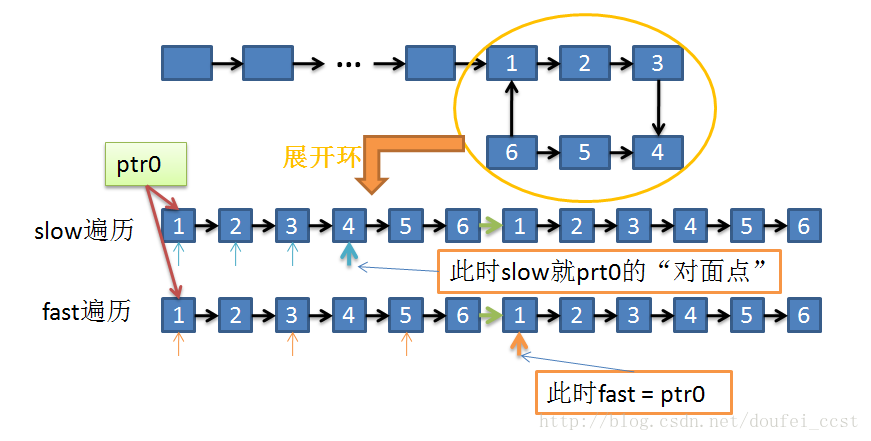 ... 1 2 3
6 5 4
展开环
ptr0
slow遍历 1 2 3 4 5 6 1 2 3 4 5 6
此时slow就prt0的“对面点”
fast遍历 1 2 3 4 5 6 1 2 3 4 5 6
此时fast = ptr0
http://blog.csdn.net/doufei_ccst